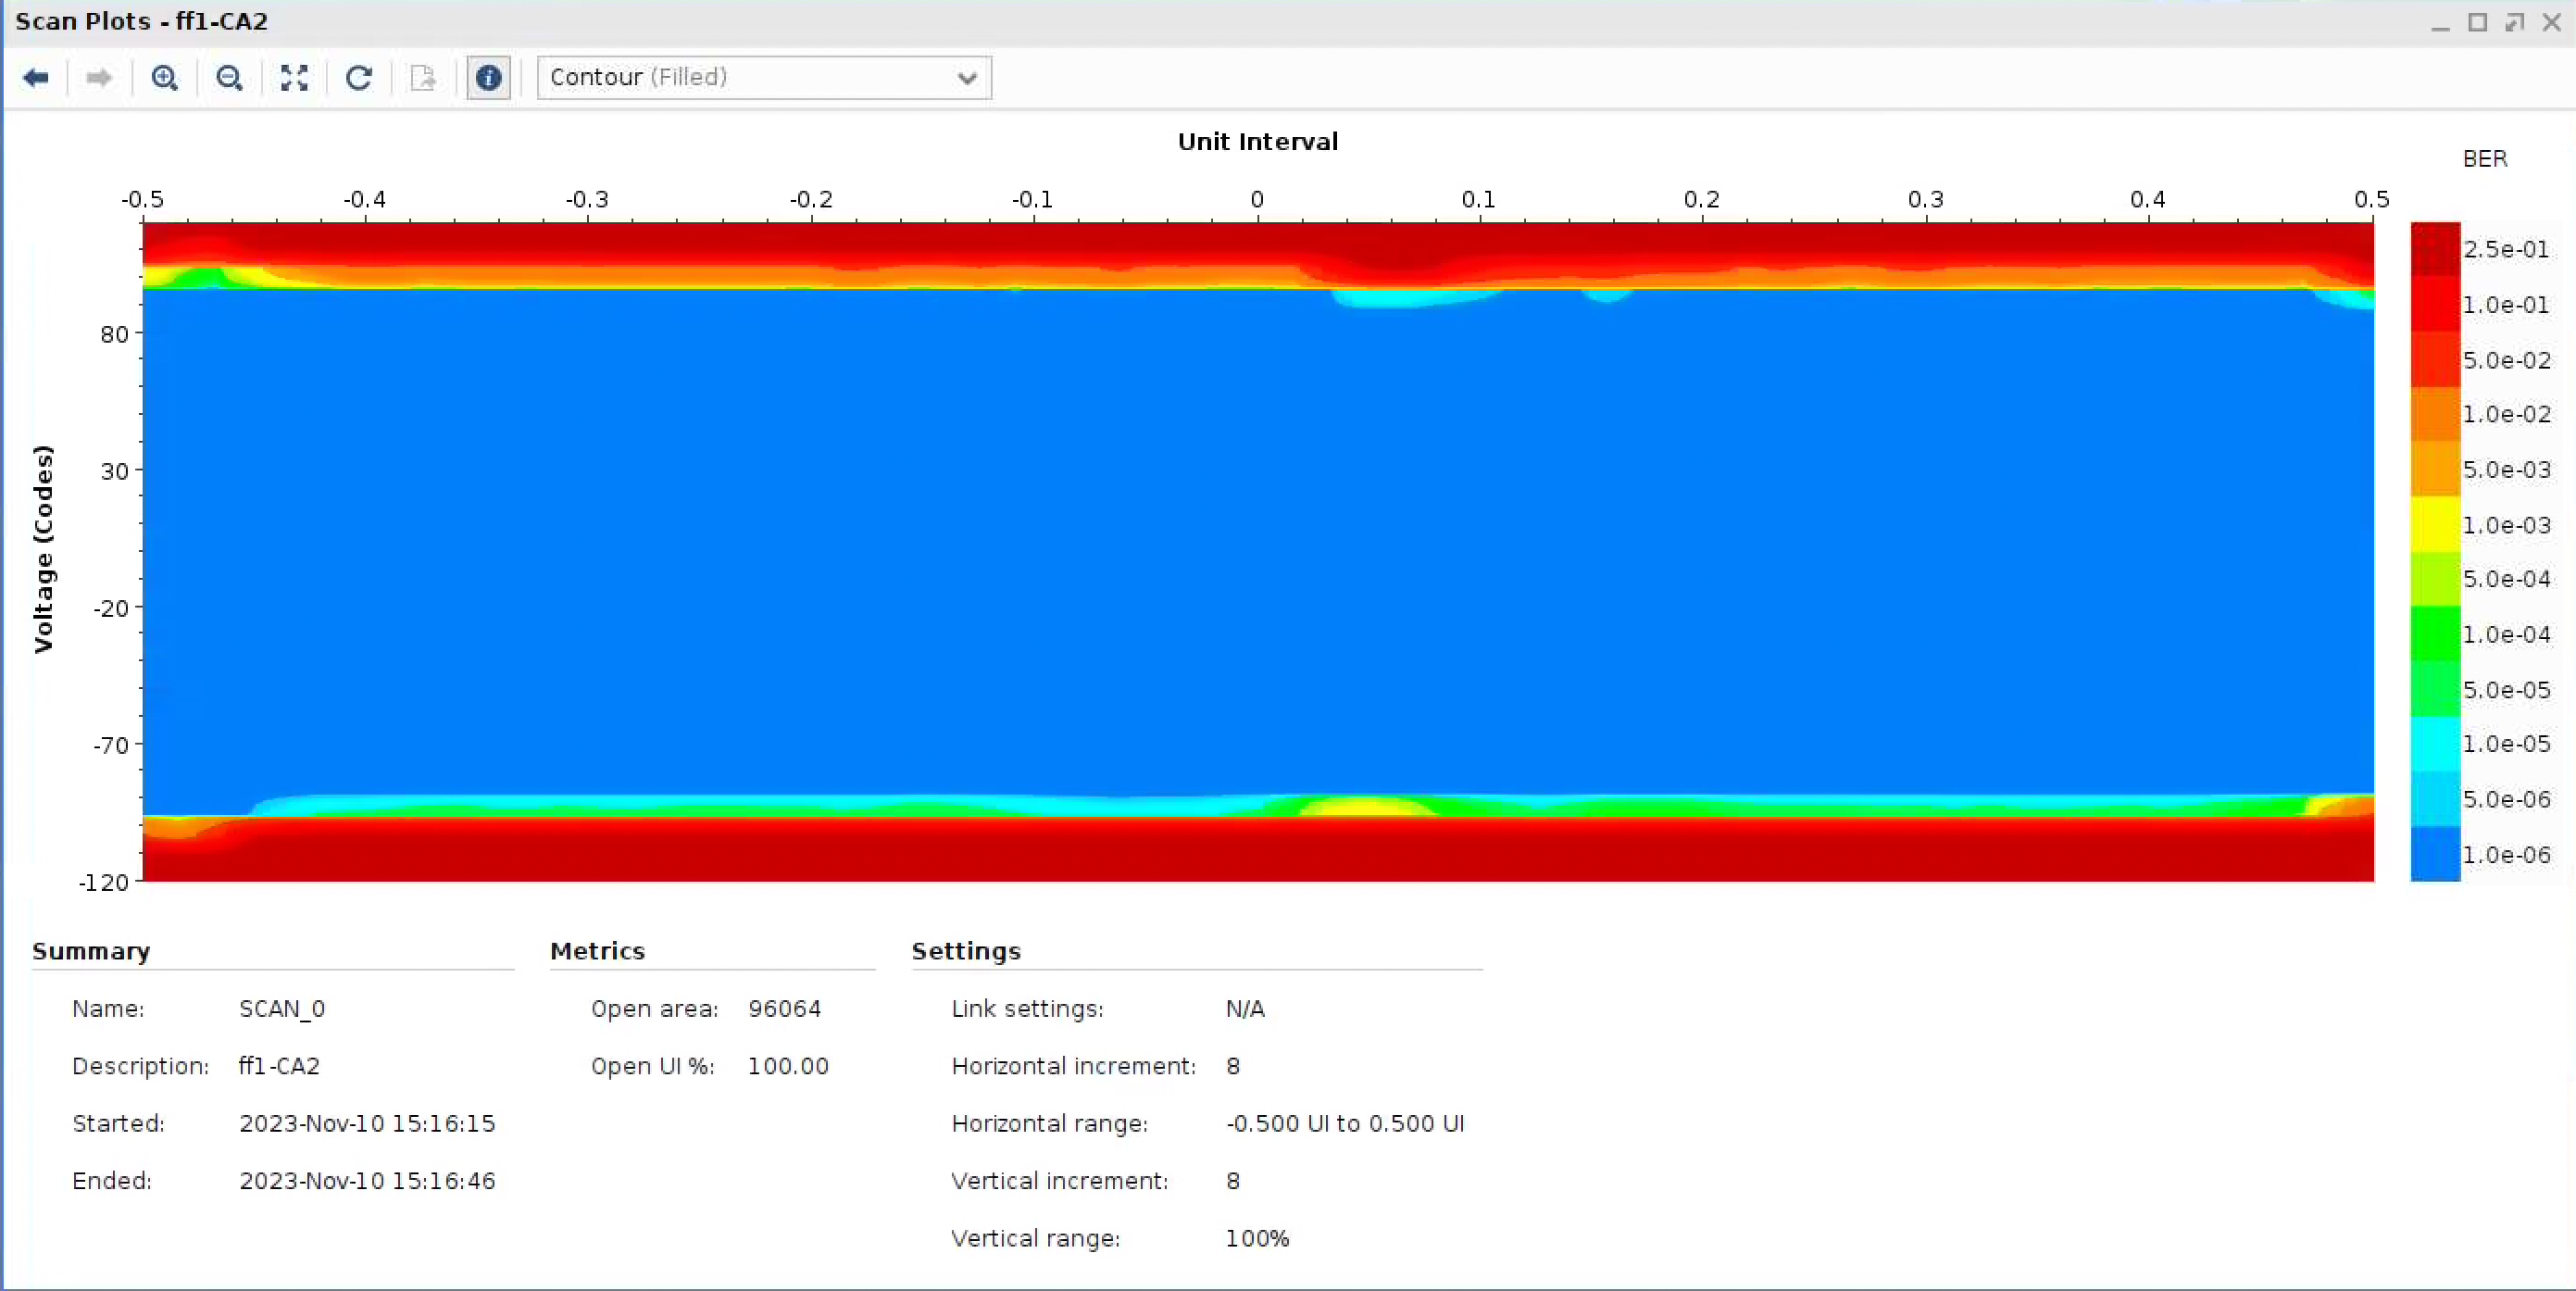 Scan Plots - ff1-CA2
Contour (Filled)
Unit Interval
BER
-0.5 -0.4 -0.3 -0.2 -0.1 0 0.1 0.2 0.3 0.4 0.5
Voltage (Codes)
80
30
-20
-70
-120
2.5e-01
1.0e-01
5.0e-02
1.0e-02
5.0e-03
1.0e-03
5.0e-04
1.0e-04
5.0e-05
1.0e-05
5.0e-06
1.0e-06
Summary
Name: SCAN_0
Description: ff1-CA2
Started: 2023-Nov-10 15:16:15
Ended: 2023-Nov-10 15:16:46
Metrics
Open area: 96064
Open UI %: 100.00
Settings
Link settings: N/A
Horizontal increment: 8
Horizontal range: -0.500 UI to 0.500 UI
Vertical increment: 8
Vertical range: 100%